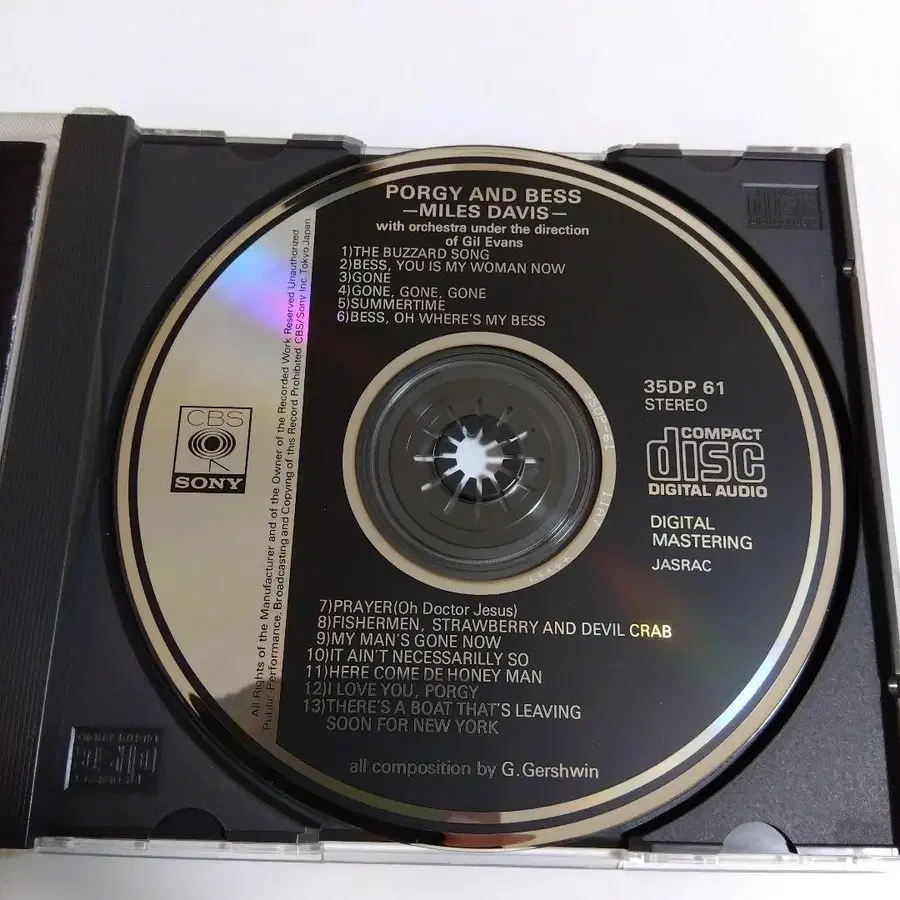 PORGY AND BESS
—MILES DAVIS—
with orchestra under the direction
of Gil Evans
1)THE BUZZARD SONG
2)BESS, YOU IS MY WOMAN NOW
3)GONE
4)GONE, GONE, GONE
5)SUMMERTIME
6)BESS, OH WHERE'S MY BESS
All Rights of the Manufacturer and of the Owner of the Recorded Work Reserved Unauthorized
Public Performance, Broadcasting and Copying of this Record Prohibited CBS/Sony Inc. Tokyo Japan
CBS
SONY
35DP 61
STEREO
COMPACT
disc
DIGITAL AUDIO
DIGITAL
MASTERING
JASRAC
7)PRAYER(Oh Doctor Jesus)
8)FISHERMEN, STRAWBERRY AND DEVIL CRAB
9)MY MAN'S GONE NOW
10)IT AIN'T NECESSARILLY SO
11)HERE COME DE HONEY MAN
12)I LOVE YOU, PORGY
13)THERE'S A BOAT THAT'S LEAVING
SOON FOR NEW YORK
all composition by G.Gershwin